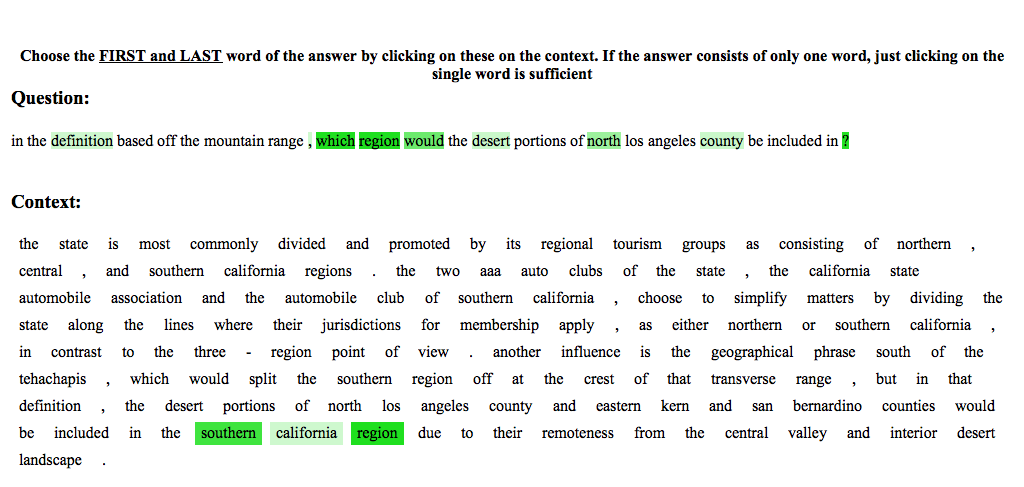 Choose the FIRST and LAST word of the answer by clicking on these on the context. If the answer consists of only one word, just clicking on the
single word is sufficient
Question:
in the definition based off the mountain range , which region would the desert portions of north los angeles county be included in ?
Context:
the state is most commonly divided and promoted by its regional tourism groups as consisting of northern ,
central , and southern california regions . the two aaa auto clubs of the state , the california state
automobile association and the automobile club of southern california , choose to simplify matters by dividing the
state along the lines where their jurisdictions for membership apply , as either northern or southern california ,
in contrast to the three - region point of view . another influence is the geographical phrase south of the
tehachapis , which would split the southern region off at the crest of that transverse range , but in that
definition , the desert portions of north los angeles county and eastern kern and san bernardino counties would
be included in the southern california region due to their remoteness from the central valley and interior desert
landscape .